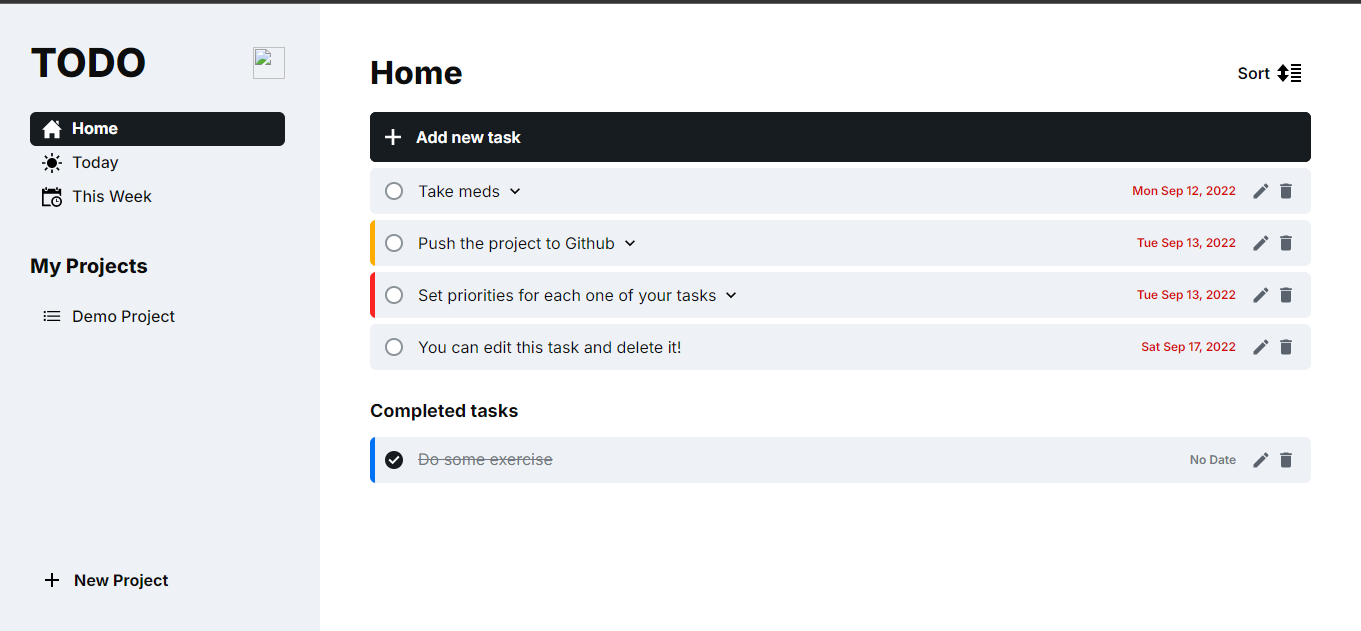 TODO
Home
Today
This Week
My Projects
Demo Project
New Project
Home
Sort
Add new task
Take meds Mon Sep 12, 2022
Push the project to Github Tue Sep 13, 2022
Set priorities for each one of your tasks Tue Sep 13, 2022
You can edit this task and delete it! Sat Sep 17, 2022
Completed tasks
Do some exercise No Date